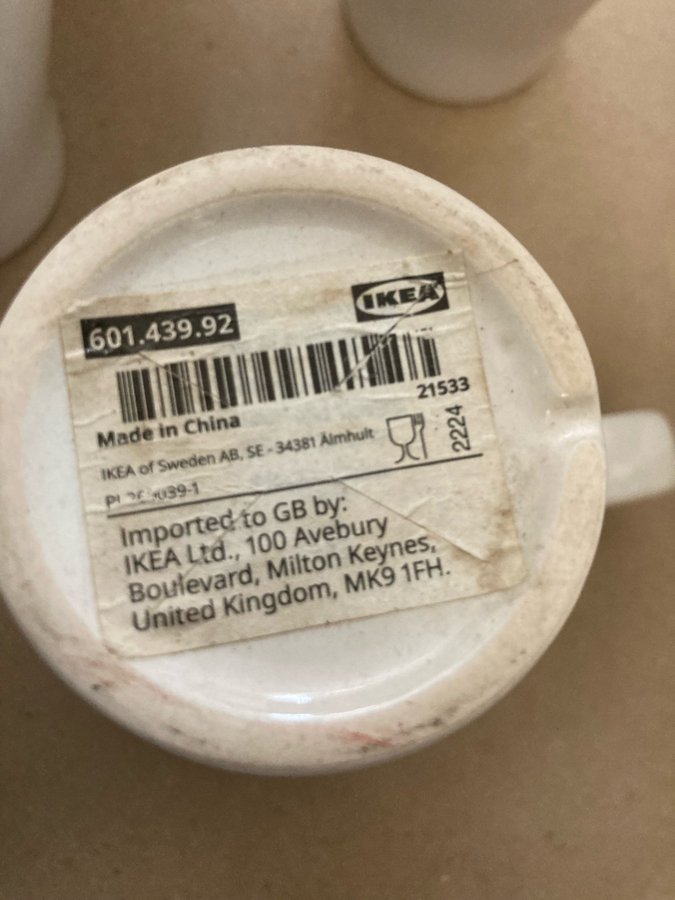 601.439.92
IKEA
21533
Made in China
2224
IKEA of Sweden AB, SE - 34381 Älmhult
Imported to GB by:
IKEA Ltd., 100 Avebury
Boulevard, Milton Keynes,
United Kingdom, MK9 1FH.